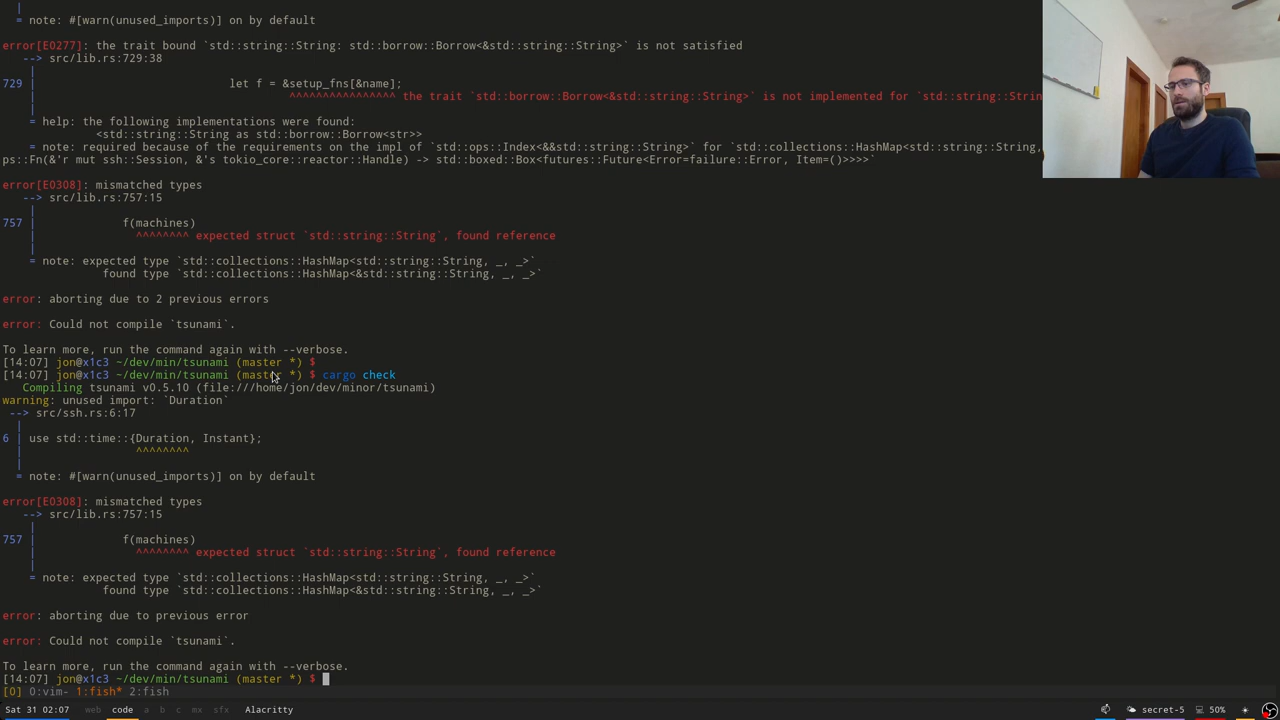 |
= note: #[warn(unused_imports)] on by default
error[E0277]: the trait bound `std::string::String: std::borrow::Borrow<&std::string::String>` is not satisfied
--> src/lib.rs:729:38
|
729 |                             let f = &setup_fns[&name];
|                                      ^^^^^^^^^^^^^^^^ the trait `std::borrow::Borrow<&std::string::String>` is not implemented for `std::string::Strin
|
= help: the following implementations were found:
<std::string::String as std::borrow::Borrow<str>>
= note: required because of the requirements on the impl of `std::ops::Index<&&std::string::String>` for `std::collections::HashMap<std::string::String,
ps::Fn(&'r mut ssh::Session, &'s tokio_core::reactor::Handle) -> std::boxed::Box<futures::Future<Error=failure::Error, Item=()>>>>`
error[E0308]: mismatched types
--> src/lib.rs:757:15
|
757 |             f(machines)
|               ^^^^^^^^ expected struct `std::string::String`, found reference
|
= note: expected type `std::collections::HashMap<std::string::String, _, _>`
found type `std::collections::HashMap<&std::string::String, _, _>`
error: aborting due to 2 previous errors
error: Could not compile `tsunami`.
To learn more, run the command again with --verbose.
[14:07] jon@x1c3 ~/dev/min/tsunami (master *) $
[14:07] jon@x1c3 ~/dev/min/tsunami (master *) $ cargo check
Compiling tsunami v0.5.10 (file:///home/jon/dev/minor/tsunami)
warning: unused import: `Duration`
--> src/ssh.rs:6:17
|
6 | use std::time::{Duration, Instant};
|                 ^^^^^^^^
|
= note: #[warn(unused_imports)] on by default
error[E0308]: mismatched types
--> src/lib.rs:757:15
|
757 |             f(machines)
|               ^^^^^^^^ expected struct `std::string::String`, found reference
|
= note: expected type `std::collections::HashMap<std::string::String, _, _>`
found type `std::collections::HashMap<&std::string::String, _, _>`
error: aborting due to previous error
error: Could not compile `tsunami`.
To learn more, run the command again with --verbose.
[14:07] jon@x1c3 ~/dev/min/tsunami (master *) $
[0] 0:vim- 1:fish* 2:fish
Sat 31 02:07 web code a b c mx sfx Alacritty secret-5 50%